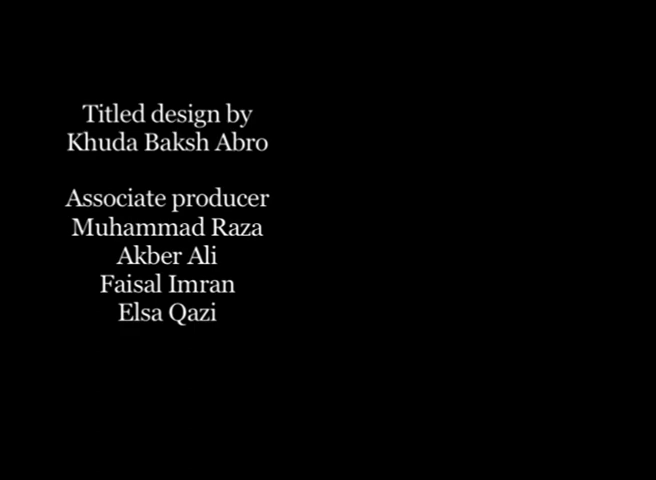 Titled design by
Khuda Baksh Abro
Associate producer
Muhammad Raza
Akber Ali
Faisal Imran
Elsa Qazi